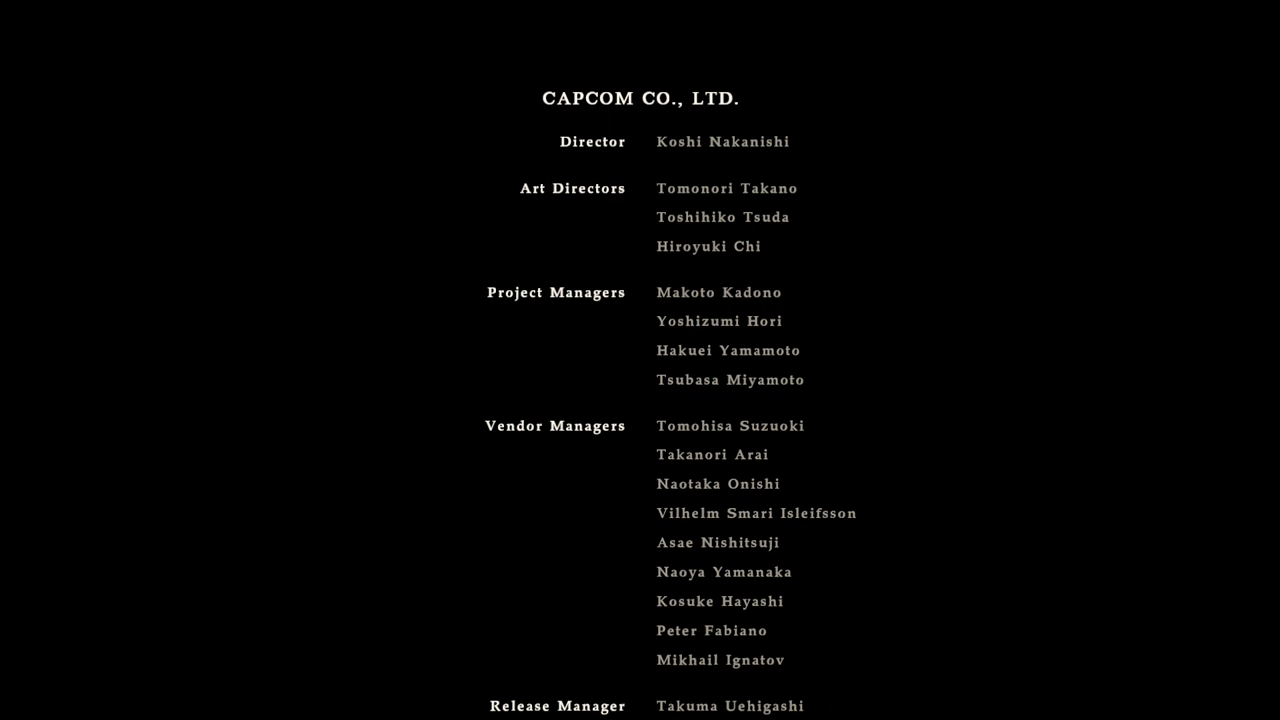 CAPCOM CO., LTD.
Director Koshi Nakanishi
Art Directors Tomonori Takano
Toshihiko Tsuda
Hiroyuki Chi
Project Managers Makoto Kadono
Yoshizumi Hori
Hakuei Yamamoto
Tsubasa Miyamoto
Vendor Managers Tomohisa Suzuoki
Takanori Arai
Naotaka Onishi
Vilhelm Smari Isleifsson
Asae Nishitsuji
Naoya Yamanaka
Kosuke Hayashi
Peter Fabiano
Mikhail Ignatov
Release Manager Takuma Uehigashi